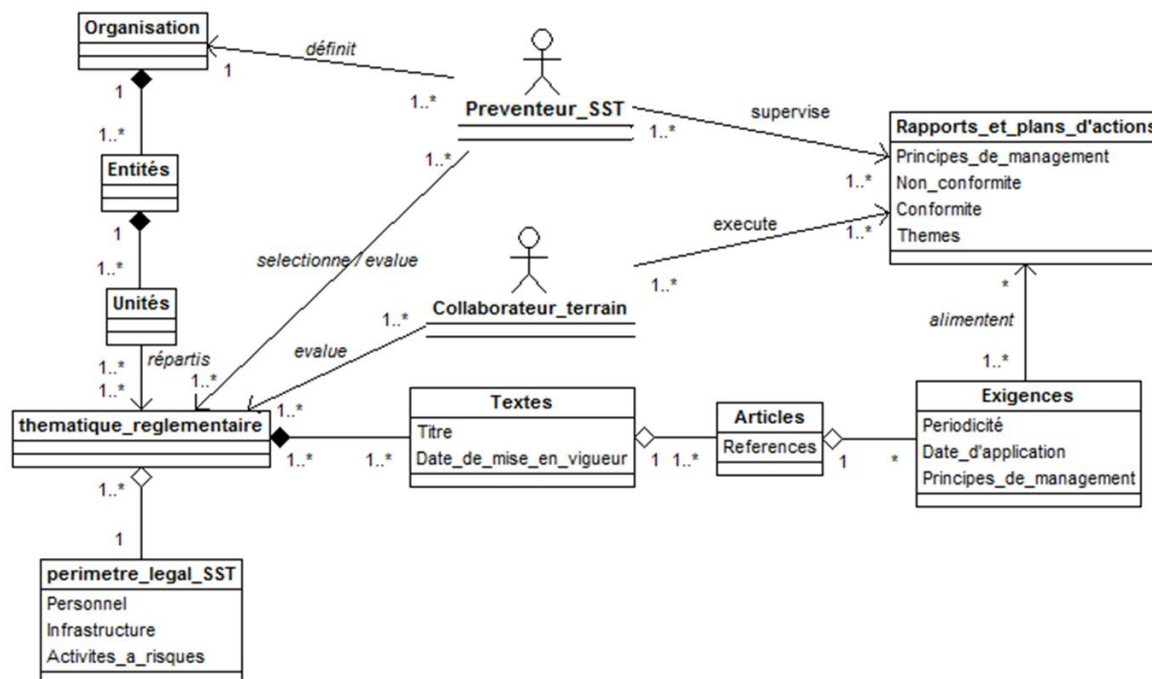 Organisation
1
1
définit
1..*
Preventeur_SST
1..*
1..*
supervise
1..*
Rapports_et_plans_d'actions
Principes_de_management
Non_conformite
Conformite
Themes
1..*
Entités
1
1..*
Unités
1..*
1..*
répartis
selectionne / evalue
1..*
execute
1..*
1..*
Collaborateur_terrain
1..*
evalue
1..*
*
alimentent
1..*
thematique_reglementaire
1..*
1..*
Textes
Titre
Date_de_mise_en_vigueur
1
1..*
Articles
References
1
*
Exigences
Periodicité
Date_d'application
Principes_de_management
1..*
1
perimetre_legal_SST
Personnel
Infrastructure
Activites_a_risques